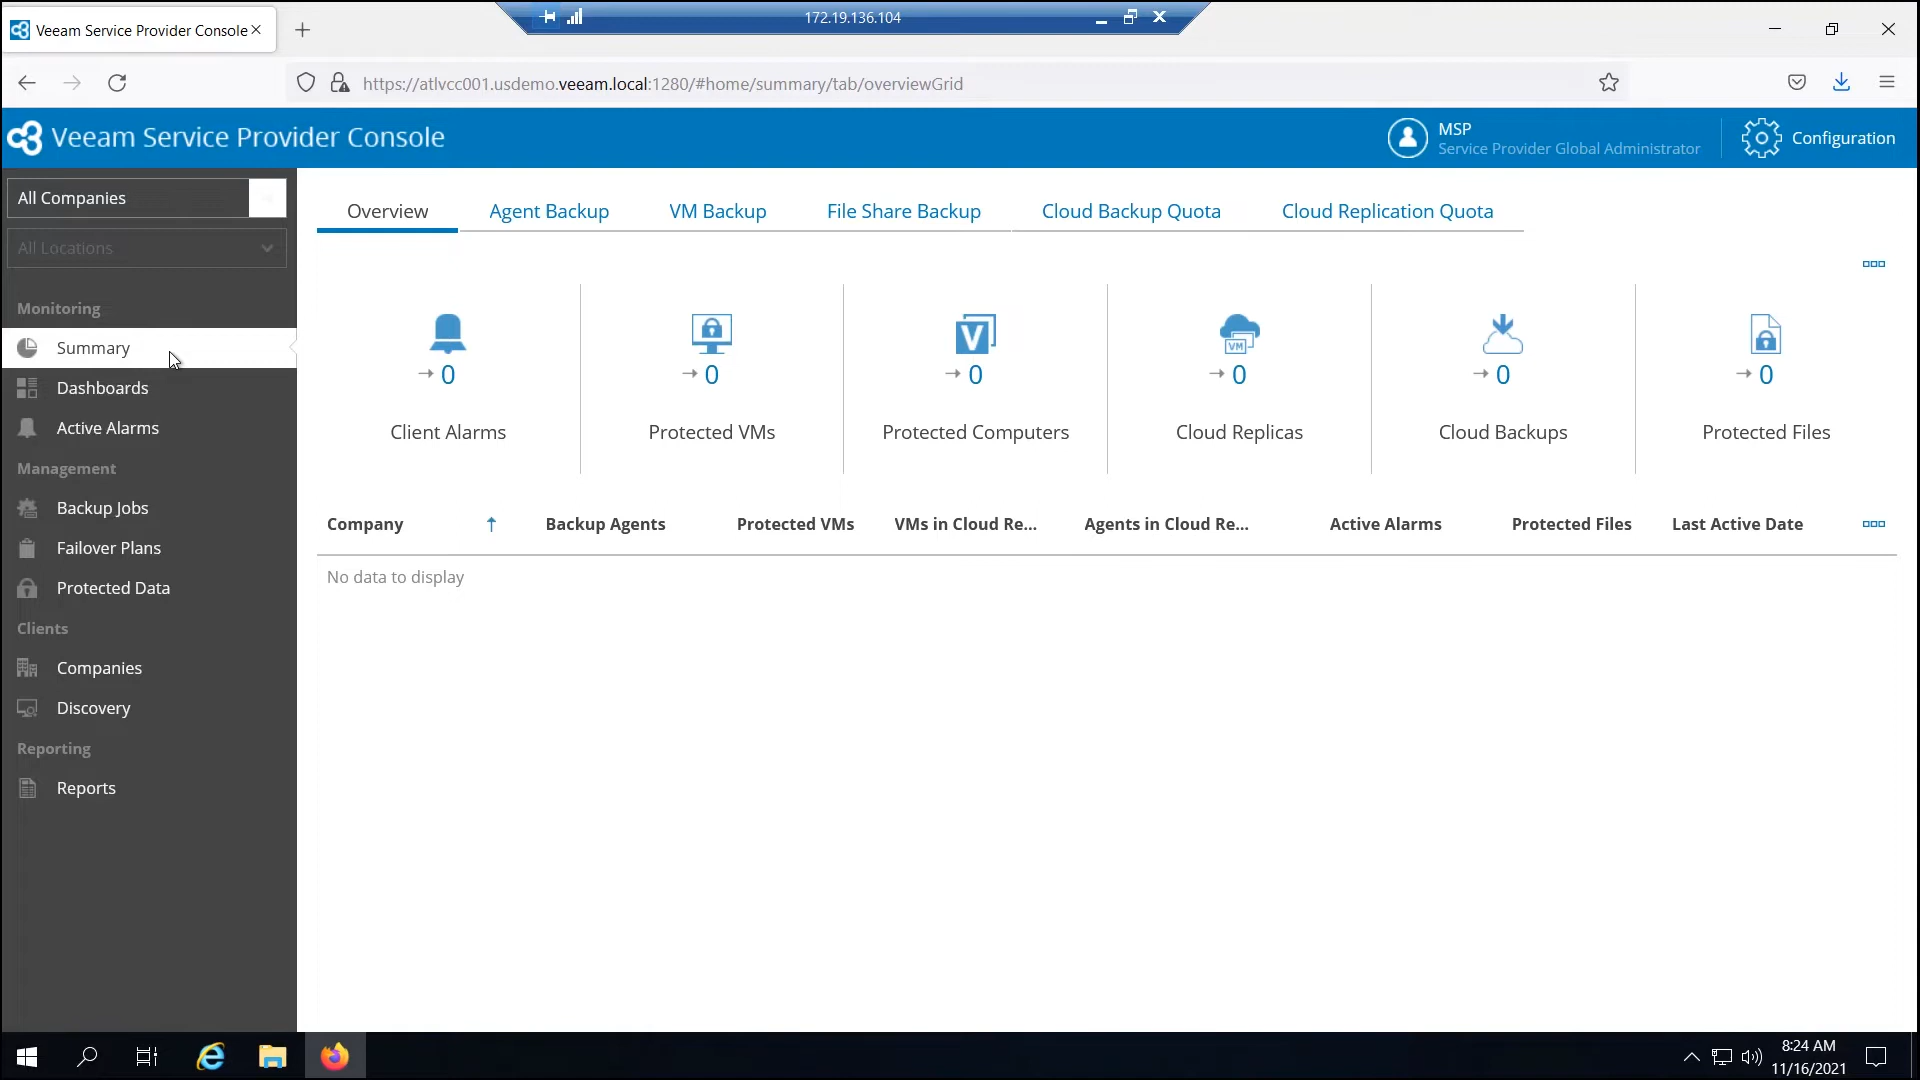 172.19.136.104
Veeam Service Provider Console
https://atlvcc001.usdemo.veeam.local:1280/#home/summary/tab/overviewGrid
Veeam Service Provider Console
MSP
Service Provider Global Administrator
Configuration
All Companies
All Locations
Monitoring
Summary
Dashboards
Active Alarms
Management
Backup Jobs
Failover Plans
Protected Data
Clients
Companies
Discovery
Reporting
Reports
Overview Agent Backup VM Backup File Share Backup Cloud Backup Quota Cloud Replication Quota
V VM
0 0 0 0 0 0
Client Alarms Protected VMs Protected Computers Cloud Replicas Cloud Backups Protected Files
Company Backup Agents Protected VMs VMs in Cloud Re... Agents in Cloud Re... Active Alarms Protected Files Last Active Date
No data to display
8:24 AM
11/16/2021